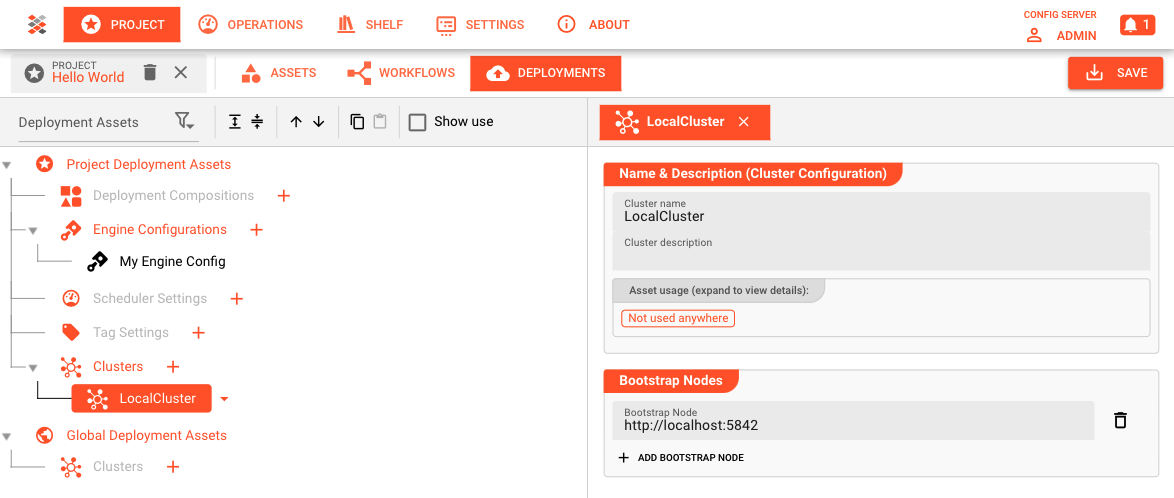 PROJECT
OPERATIONS
SHELF
SETTINGS
ABOUT
CONFIG SERVER
ADMIN
1
PROJECT
Hello World
ASSETS
WORKFLOWS
DEPLOYMENTS
SAVE
Deployment Assets
Show use
Project Deployment Assets
Deployment Compositions
Engine Configurations
My Engine Config
Scheduler Settings
Tag Settings
Clusters
LocalCluster
Global Deployment Assets
Clusters
LocalCluster
Name & Description (Cluster Configuration)
Cluster name
LocalCluster
Cluster description
Asset usage (expand to view details):
Not used anywhere
Bootstrap Nodes
Bootstrap Node
http://localhost:5842
ADD BOOTSTRAP NODE